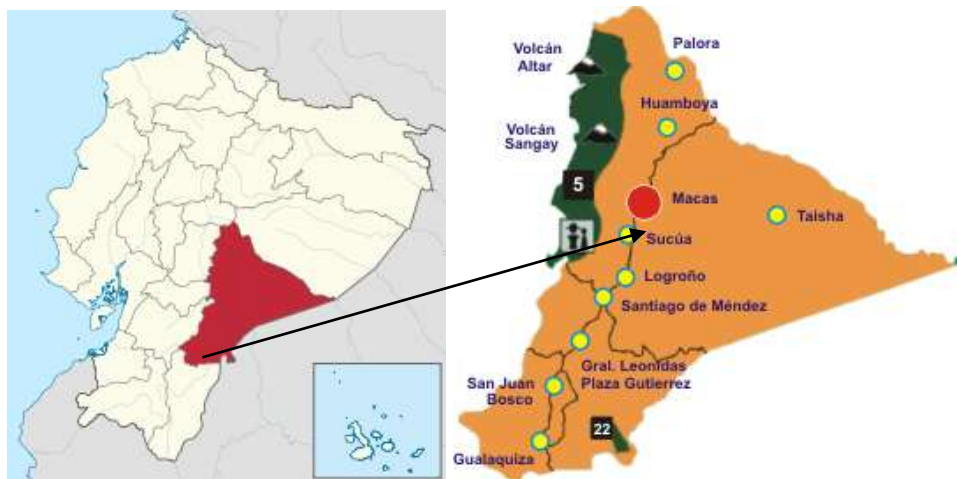 Palora
Volcán
Altar
Huamboya
Volcán
Sangay
5
Macas
Taisha
Sucúa
Logroño
Santiago de Méndez
Gral. Leonidas
Plaza Gutierrez
San Juan
Bosco
22
Gualaquiza